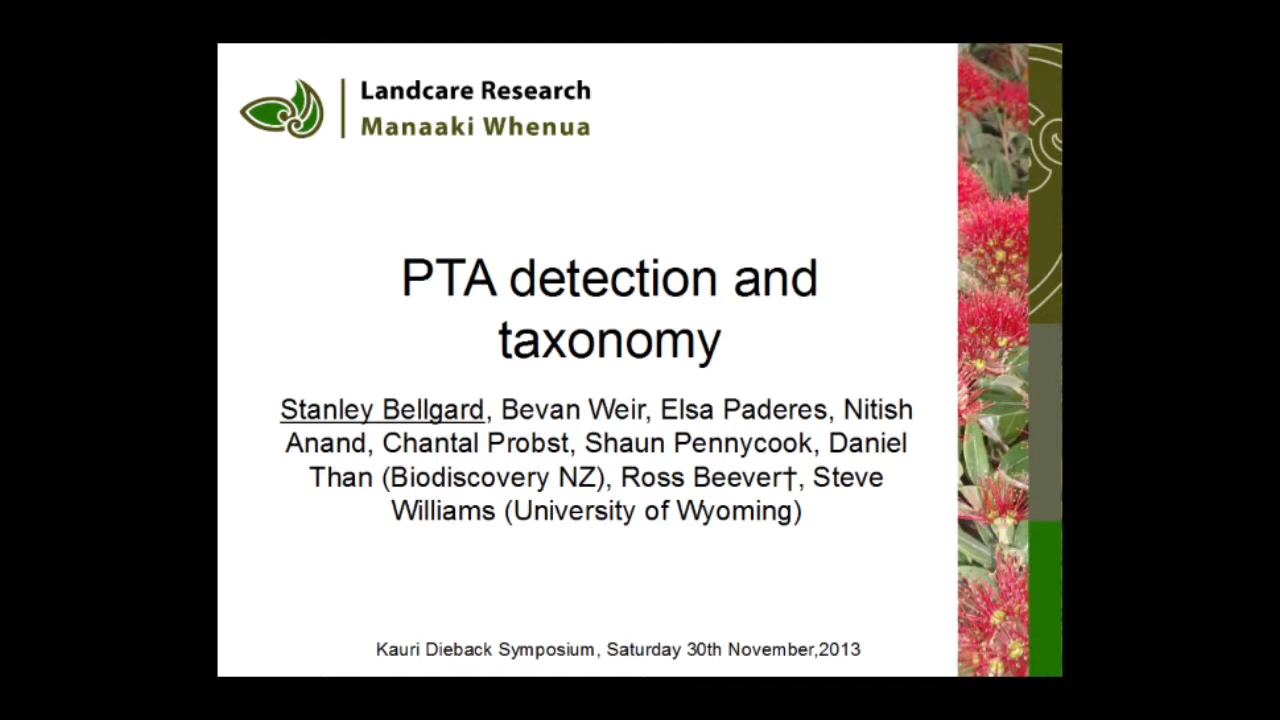 Landcare Research
Manaaki Whenua
PTA detection and
taxonomy
Stanley Bellgard, Bevan Weir, Elsa Paderes, Nitish
Anand, Chantal Probst, Shaun Pennycook, Daniel
Than (Biodiscovery NZ), Ross Beever†, Steve
Williams (University of Wyoming)
Kauri Dieback Symposium, Saturday 30th November,2013